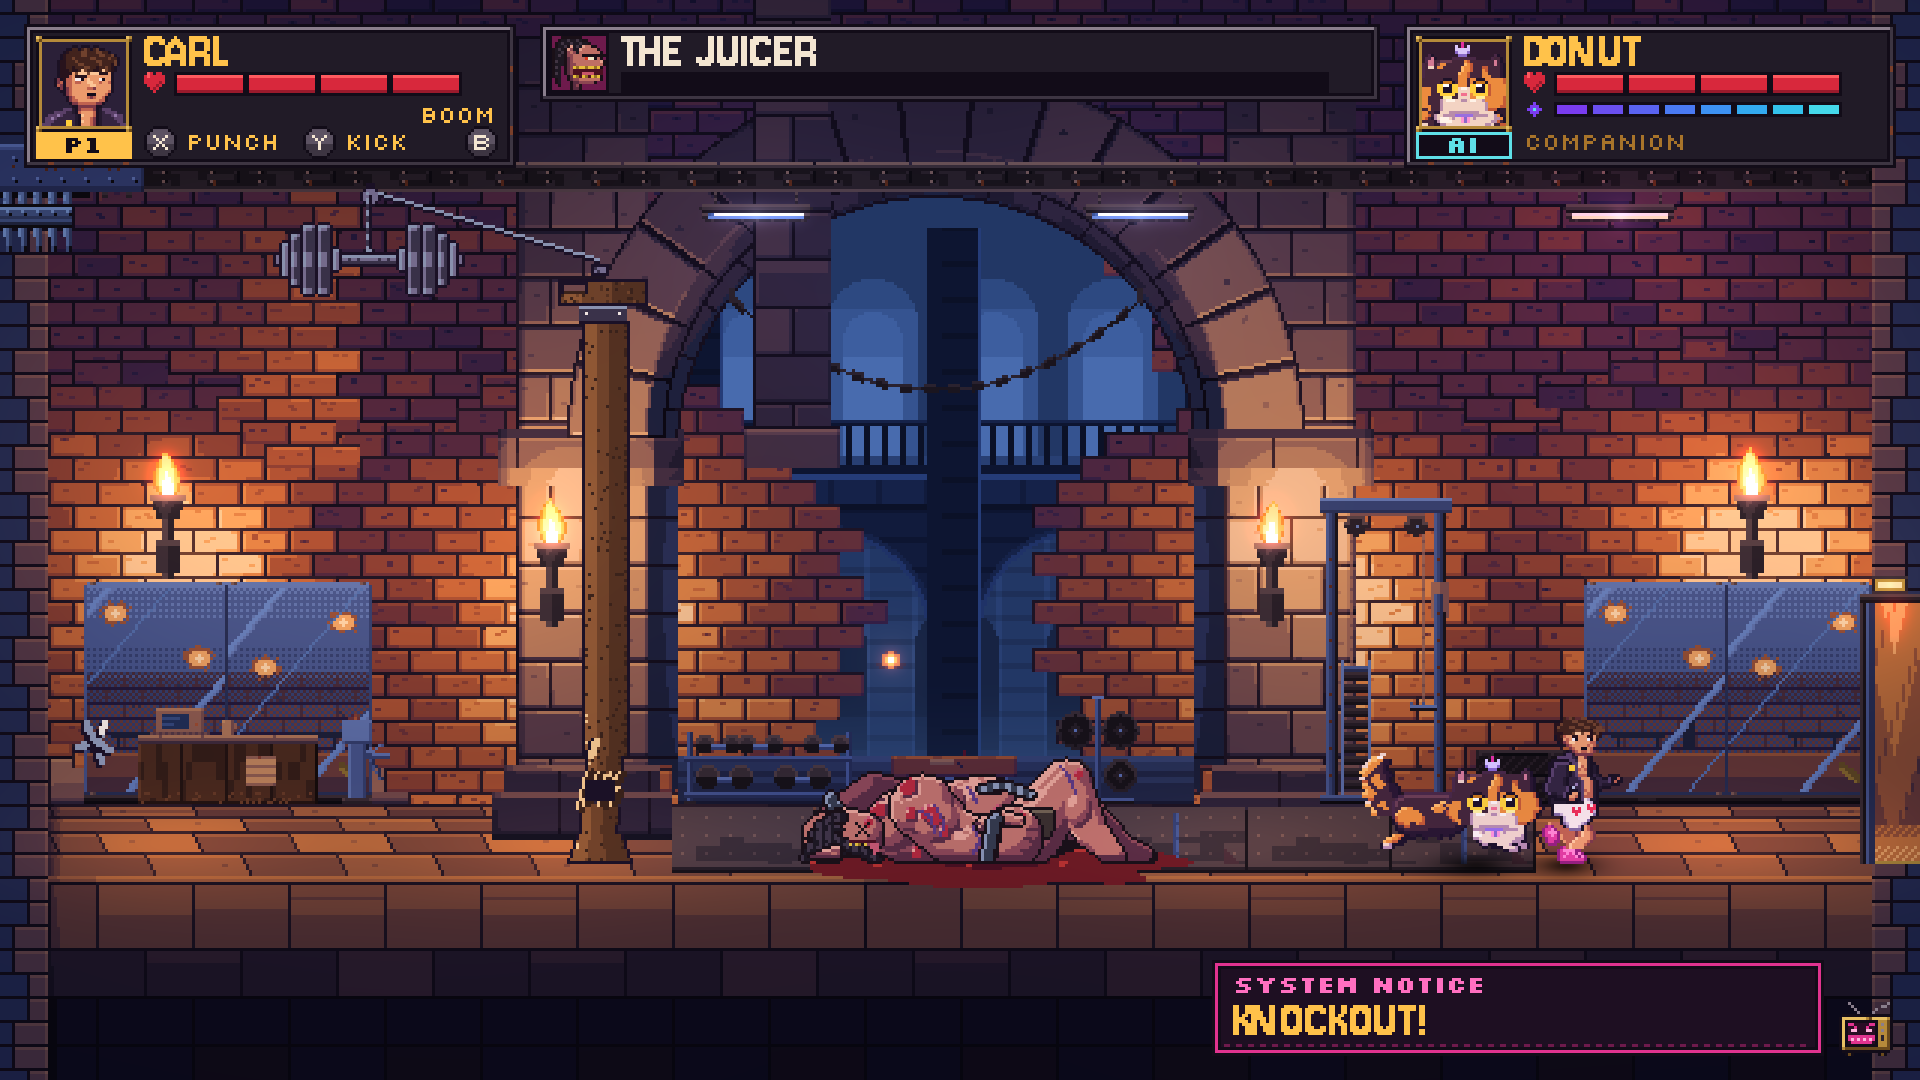 CARL
BOOM
P1
X PUNCH Y KICK B
THE JUICER
DONUT
AI
COMPANION
SYSTEM NOTICE
KNOCKOUT!